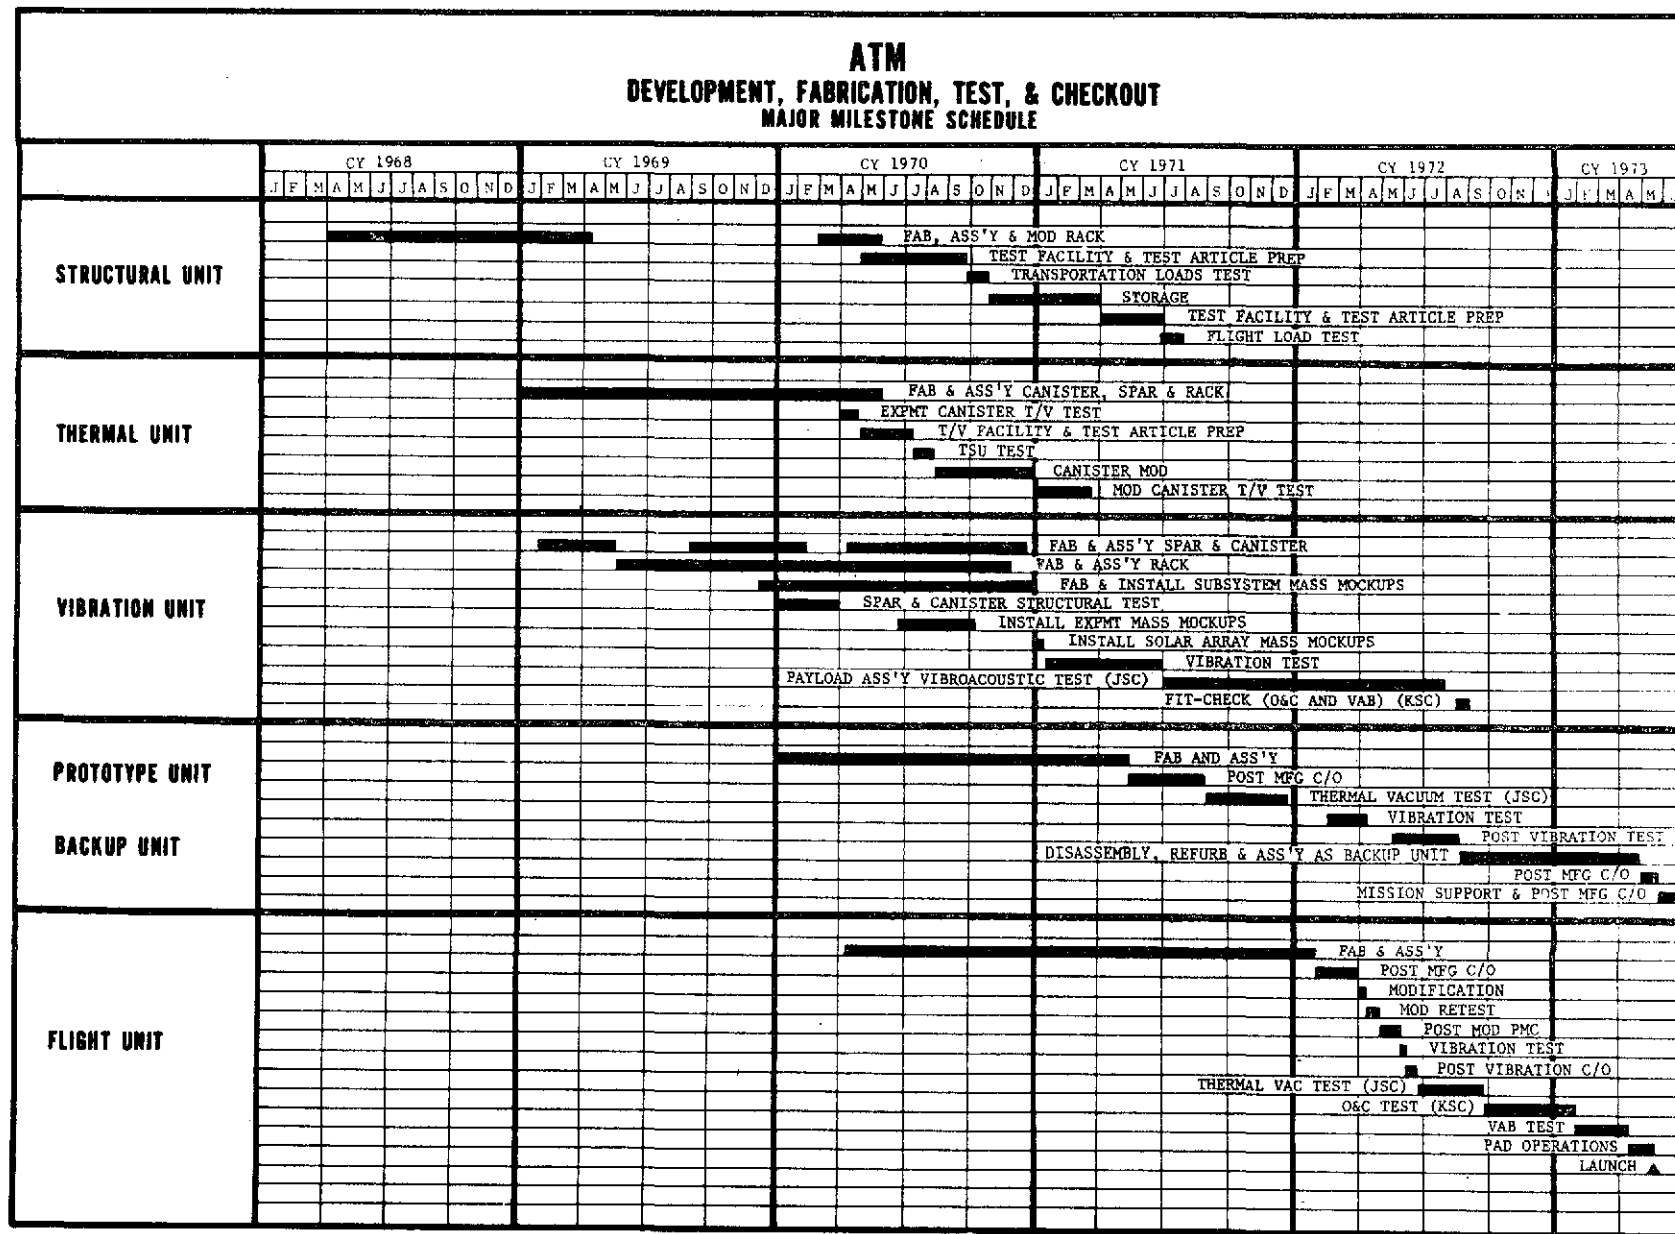 ATM
DEVELOPMENT, FABRICATION, TEST, & CHECKOUT
MAJOR MILESTONE SCHEDULE
CY 1968 CY 1969 CY 1970 CY 1971 CY 1972 CY 1973
J F M A M J J A S O N D J F M A M J J A S O N D J F M A M J J A S O N D J F M A M J J A S O N D J F M A M J J A S O N J F M A M J
STRUCTURAL UNIT
FAB, ASS'Y & MOD RACK
TEST FACILITY & TEST ARTICLE PREP
TRANSPORTATION LOADS TEST
STORAGE
TEST FACILITY & TEST ARTICLE PREP
FLIGHT LOAD TEST
THERMAL UNIT
FAB & ASS'Y CANISTER, SPAR & RACK
EXPMT CANISTER T/V TEST
T/V FACILITY & TEST ARTICLE PREP
TSU TEST
CANISTER MOD
MOD CANISTER T/V TEST
VIBRATION UNIT
FAB & ASS'Y SPAR & CANISTER
FAB & ASS'Y RACK
FAB & INSTALL SUBSYSTEM MASS MOCKUPS
SPAR & CANISTER STRUCTURAL TEST
INSTALL EXPMT MASS MOCKUPS
INSTALL SOLAR ARRAY MASS MOCKUPS
VIBRATION TEST
PAYLOAD ASS'Y VIBROACOUSTIC TEST (JSC)
FIT-CHECK (O&C AND VAB) (KSC)
PROTOTYPE UNIT
BACKUP UNIT
FAB AND ASS'Y
POST MFG C/O
THERMAL VACUUM TEST (JSC)
VIBRATION TEST
POST VIBRATION TEST
DISASSEMBLY, REFURB & ASS'Y AS BACKUP UNIT
POST MFG C/O
MISSION SUPPORT & POST MFG C/O
FLIGHT UNIT
FAB & ASS'Y
POST MFG C/O
MODIFICATION
MOD RETEST
POST MOD PMC
VIBRATION TEST
POST VIBRATION C/O
THERMAL VAC TEST (JSC)
O&C TEST (KSC)
VAB TEST
PAD OPERATIONS
LAUNCH